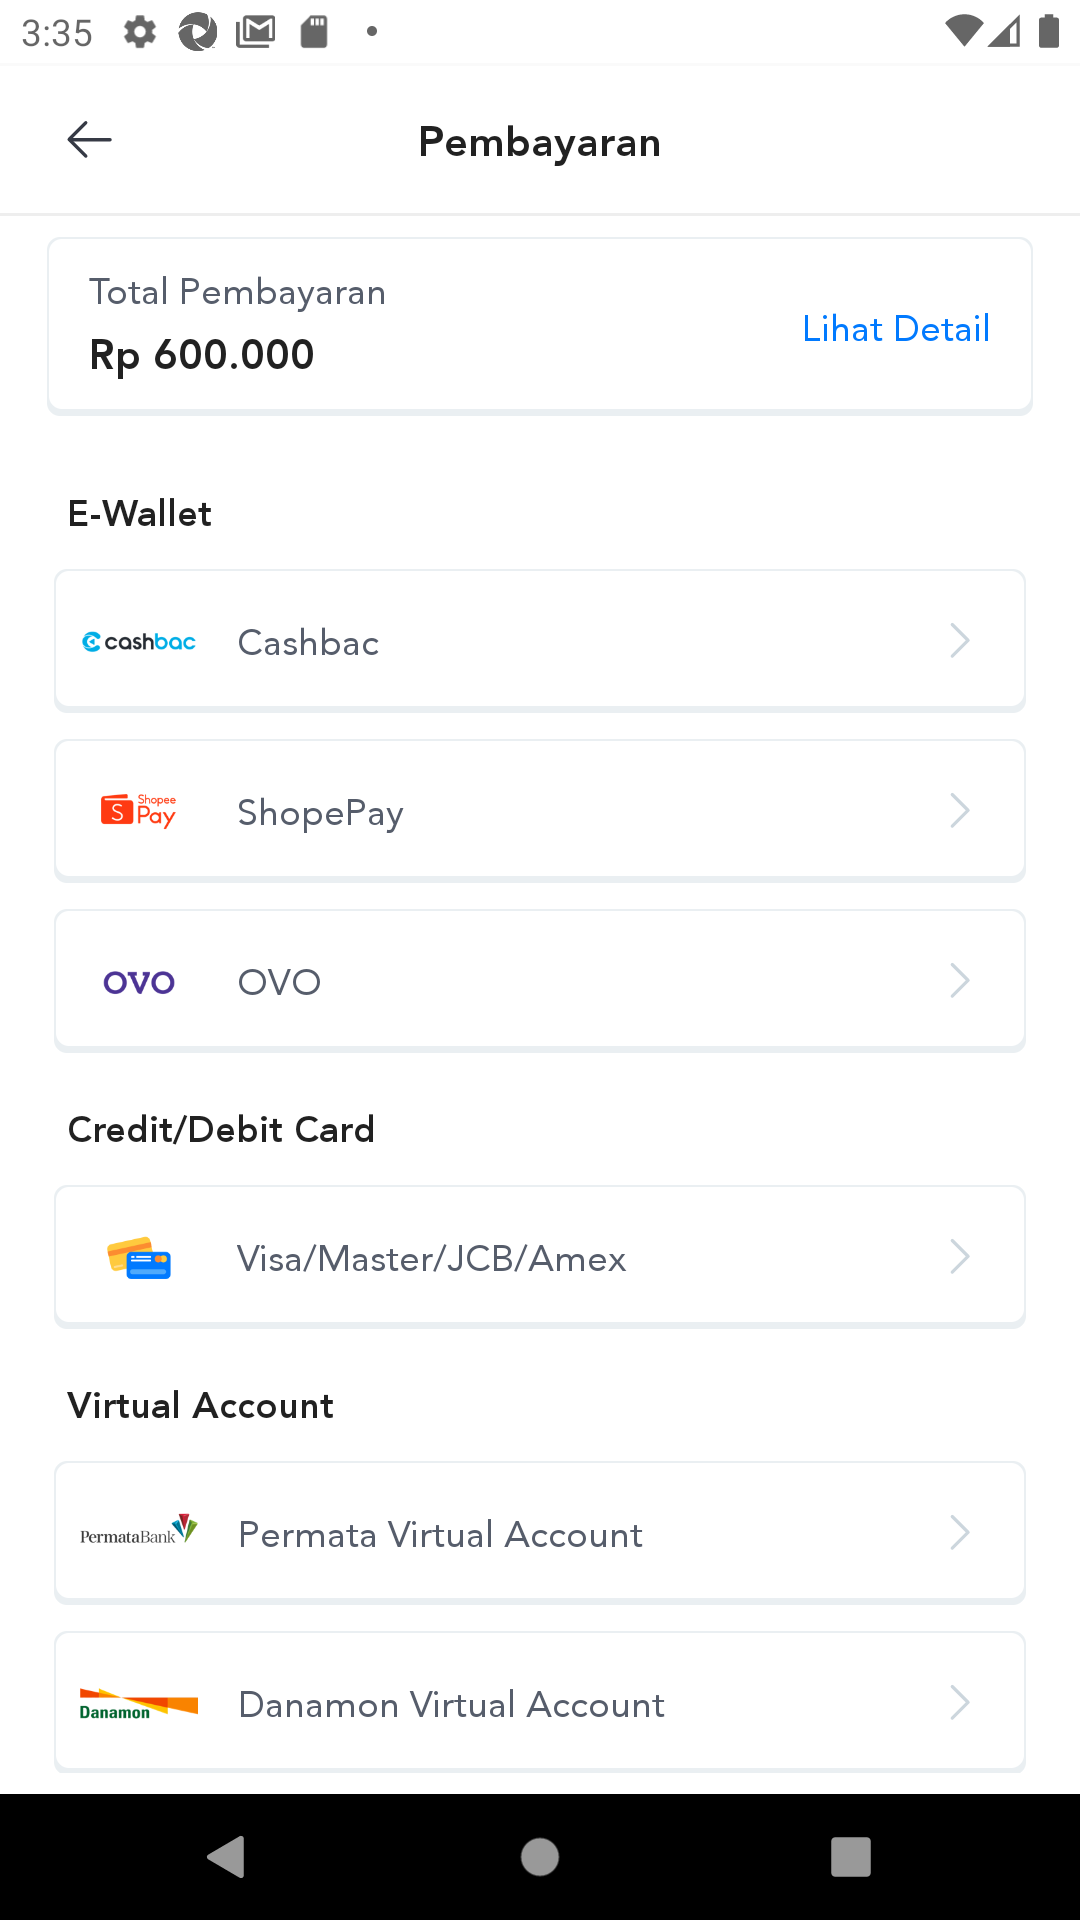 3:35
Pembayaran
Total Pembayaran
Rp 600.000
Lihat Detail
E-Wallet
cashbac Cashbac
S Shopee Pay ShopePay
OVO OVO
Credit/Debit Card
Visa/Master/JCB/Amex
Virtual Account
PermataBank Permata Virtual Account
Danamon Danamon Virtual Account